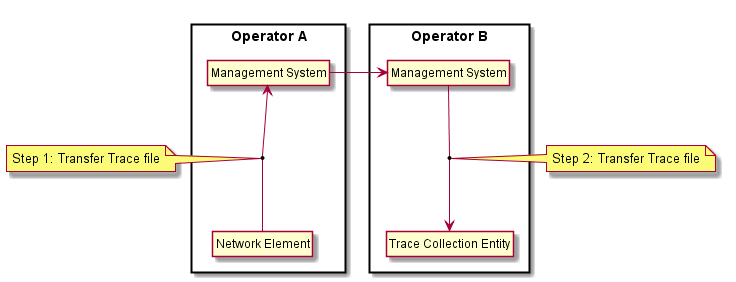 Operator A
Operator B
Management System
Management System
Step 1: Transfer Trace file
Step 2: Transfer Trace file
Network Element
Trace Collection Entity